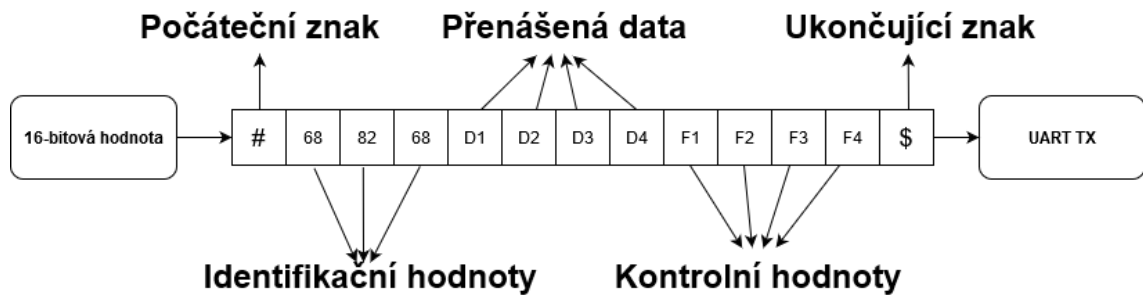 Počáteční znak Přenášená data Ukončující znak
16-bitová hodnota # 68 82 68 D1 D2 D3 D4 F1 F2 F3 F4 $ UART TX
Identifikační hodnoty Kontrolní hodnoty